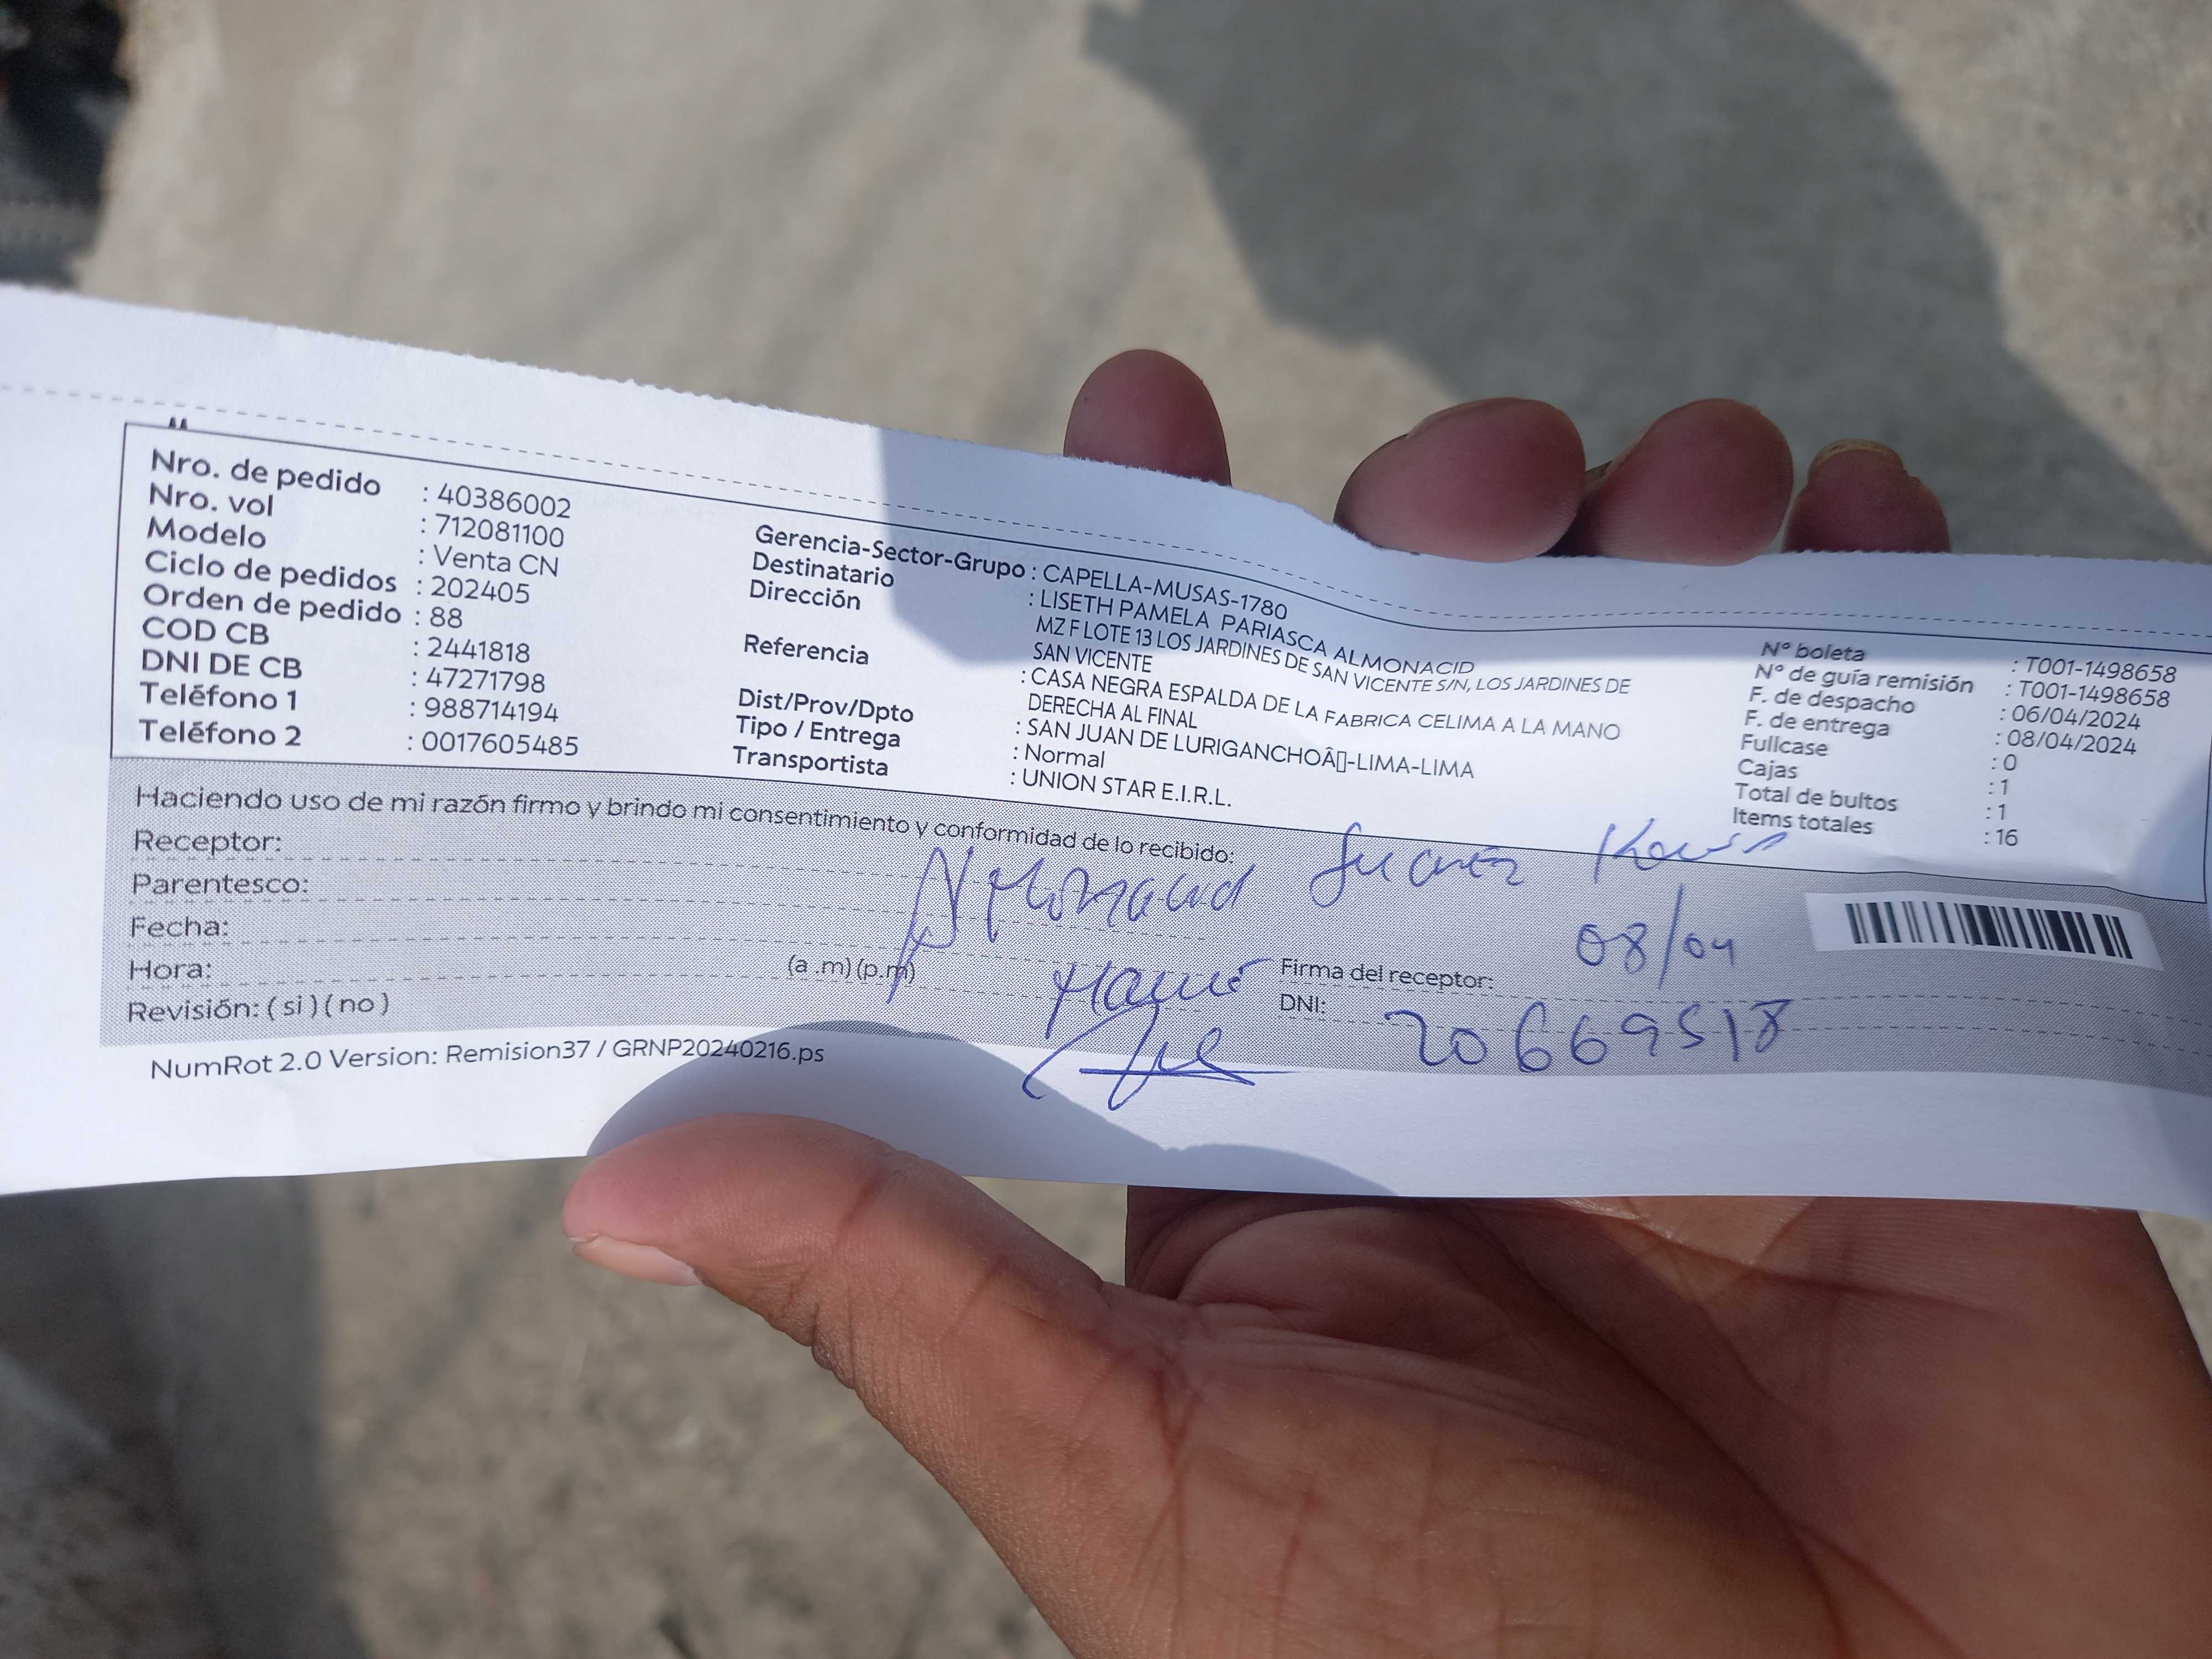 Nro. de pedido : 40386002
Nro. vol : 712081100
Modelo : Venta CN
Ciclo de pedidos : 202405
Orden de pedido : 88
COD CB : 2441818
DNI DE CB : 47271798
Teléfono 1 : 988714194
Teléfono 2 : 0017605485
Gerencia-Sector-Grupo : CAPELLA-MUSAS-1780
Destinatario : LISETH PAMELA PARIASCA ALMONACID
Dirección MZ F LOTE 13 LOS JARDINES DE SAN VICENTE S/N, LOS JARDINES DE
SAN VICENTE
Referencia : CASA NEGRA ESPALDA DE LA FABRICA CELIMA A LA MANO
DERECHA AL FINAL
Dist/Prov/Dpto : SAN JUAN DE LURIGANCHOÂ▯-LIMA-LIMA
Tipo / Entrega : Normal
Transportista : UNION STAR E.I.R.L.
N° boleta : T001-1498658
N° de guía remisión : T001-1498658
F. de despacho : 06/04/2024
F. de entrega : 08/04/2024
Fullcase : 0
Cajas : 1
Total de bultos : 1
Items totales : 16
Haciendo uso de mi razón firmo y brindo mi consentimiento y conformidad de lo recibido:
Receptor: Almonacid Suarez
Parentesco:
Fecha: 08/04
Hora: (a .m) (p.m)
Revisión: ( si ) ( no )
Firma del receptor:
DNI: 20669518
NumRot 2.0 Version: Remision37 / GRNP20240216.ps